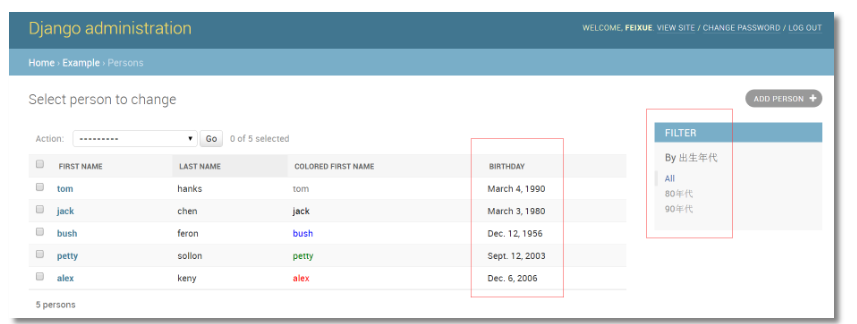 Django administration
WELCOME, FEIXUE. VIEW SITE / CHANGE PASSWORD / LOG OUT
Home › Example › Persons
Select person to change
ADD PERSON +
Action: --------- Go 0 of 5 selected
FIRST NAME LAST NAME COLORED FIRST NAME BIRTHDAY
tom hanks tom March 4, 1990
jack chen jack March 3, 1980
bush feron bush Dec. 12, 1956
petty sollon petty Sept. 12, 2003
alex keny alex Dec. 6, 2006
5 persons
FILTER
By 出生年代
All
80年代
90年代